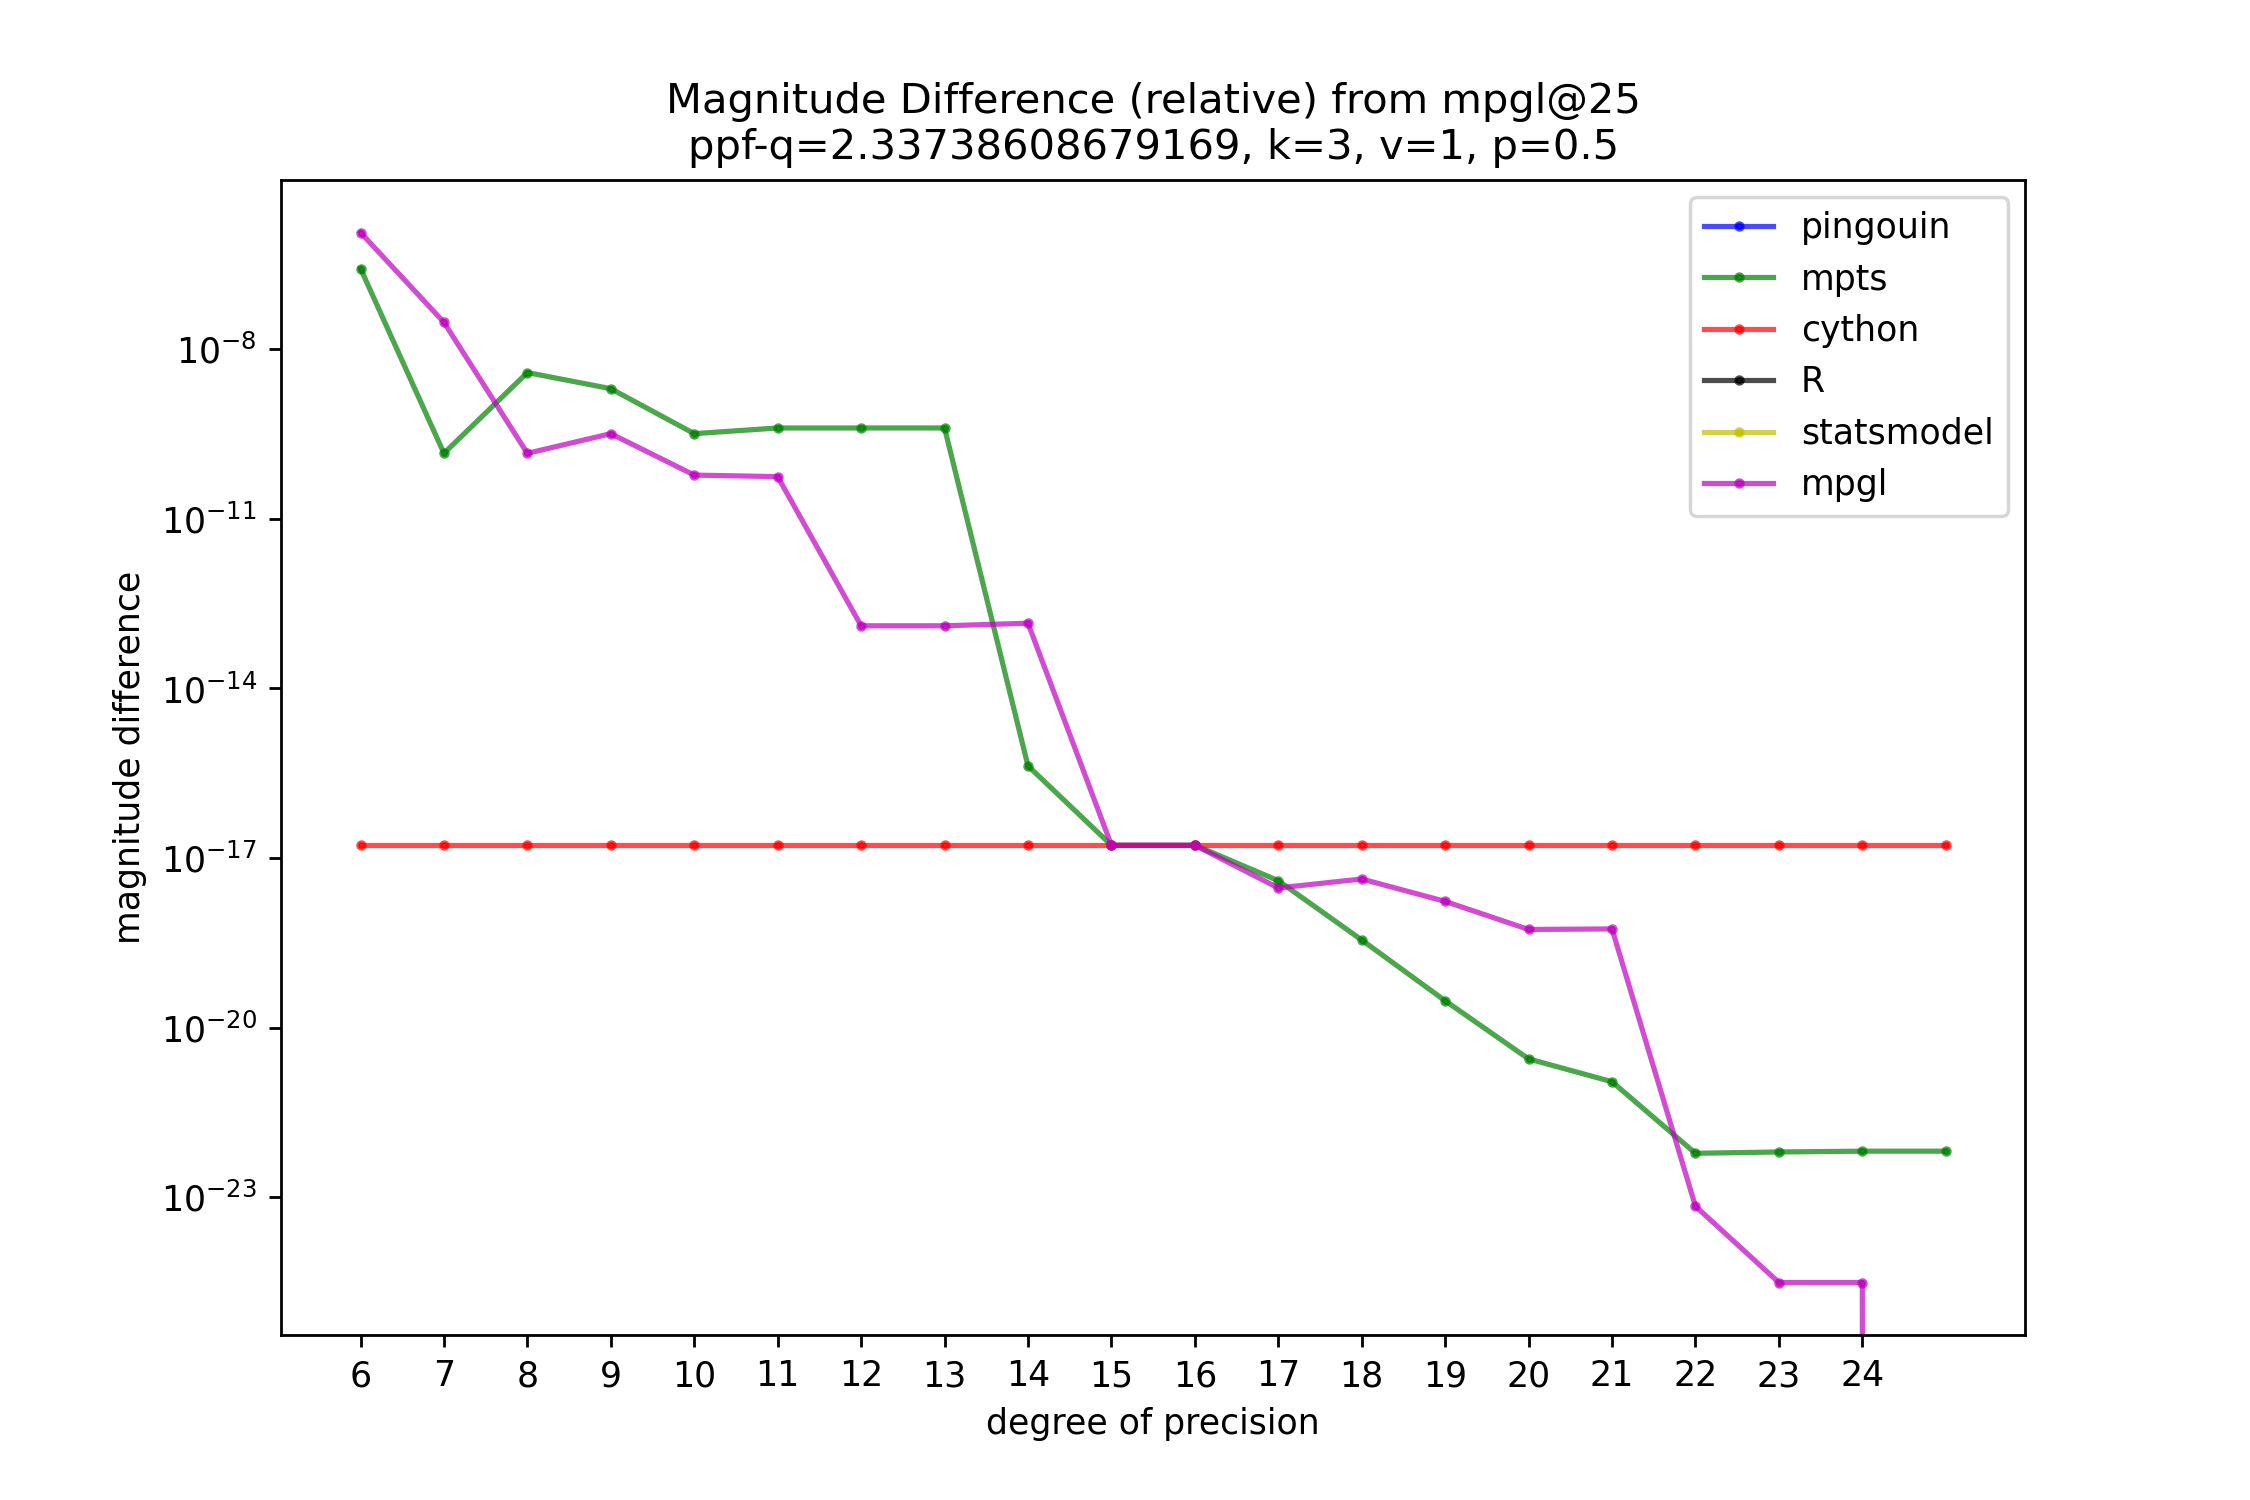 Magnitude Difference (relative) from mpgl@25
ppf-q=2.33738608679169, k=3, v=1, p=0.5
pingouin
mpts
cython
R
statsmodel
mpgl
magnitude difference
10⁻⁸
10⁻¹¹
10⁻¹⁴
10⁻¹⁷
10⁻²⁰
10⁻²³
6 7 8 9 10 11 12 13 14 15 16 17 18 19 20 21 22 23 24
degree of precision